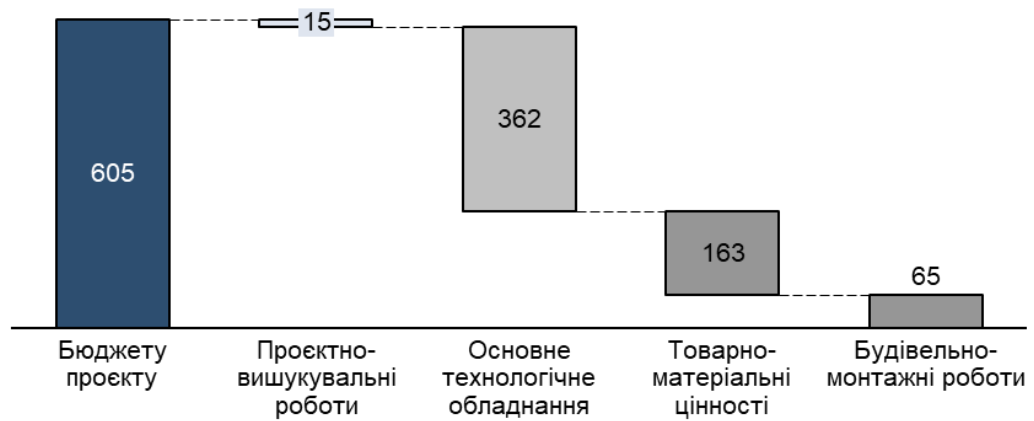 15
362
605
163
65
Бюджету
проєкту
Проєктно-
вишукувальні
роботи
Основне
технологічне
обладнання
Товарно-
матеріальні
цінності
Будівельно-
монтажні роботи